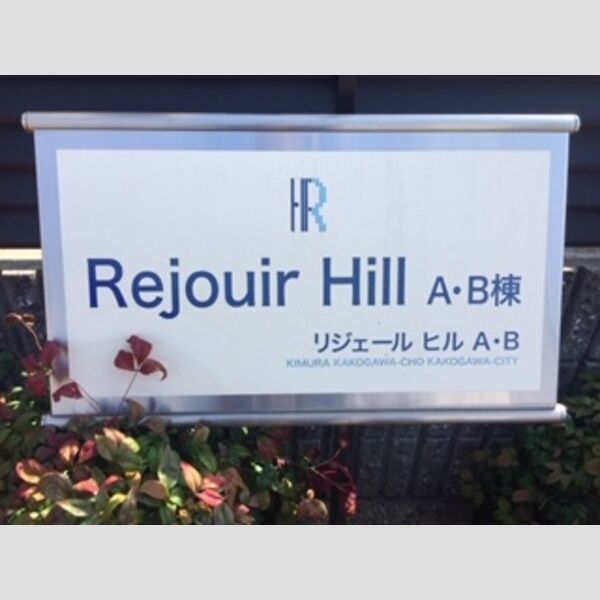 HR
Rejouir Hill A・B棟
リジェール ヒル A・B
KIMURA KAKOGAWA-CHO KAKOGAWA-CITY